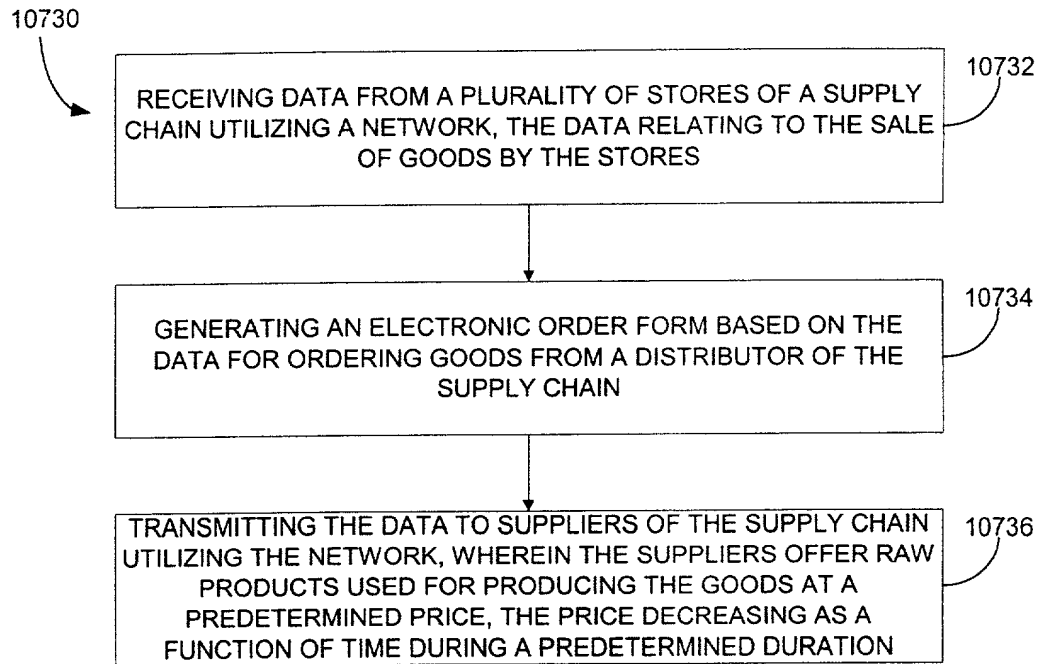 10730
10732
RECEIVING DATA FROM A PLURALITY OF STORES OF A SUPPLY
CHAIN UTILIZING A NETWORK, THE DATA RELATING TO THE SALE
OF GOODS BY THE STORES
10734
GENERATING AN ELECTRONIC ORDER FORM BASED ON THE
DATA FOR ORDERING GOODS FROM A DISTRIBUTOR OF THE
SUPPLY CHAIN
10736
TRANSMITTING THE DATA TO SUPPLIERS OF THE SUPPLY CHAIN
UTILIZING THE NETWORK, WHEREIN THE SUPPLIERS OFFER RAW
PRODUCTS USED FOR PRODUCING THE GOODS AT A
PREDETERMINED PRICE, THE PRICE DECREASING AS A
FUNCTION OF TIME DURING A PREDETERMINED DURATION